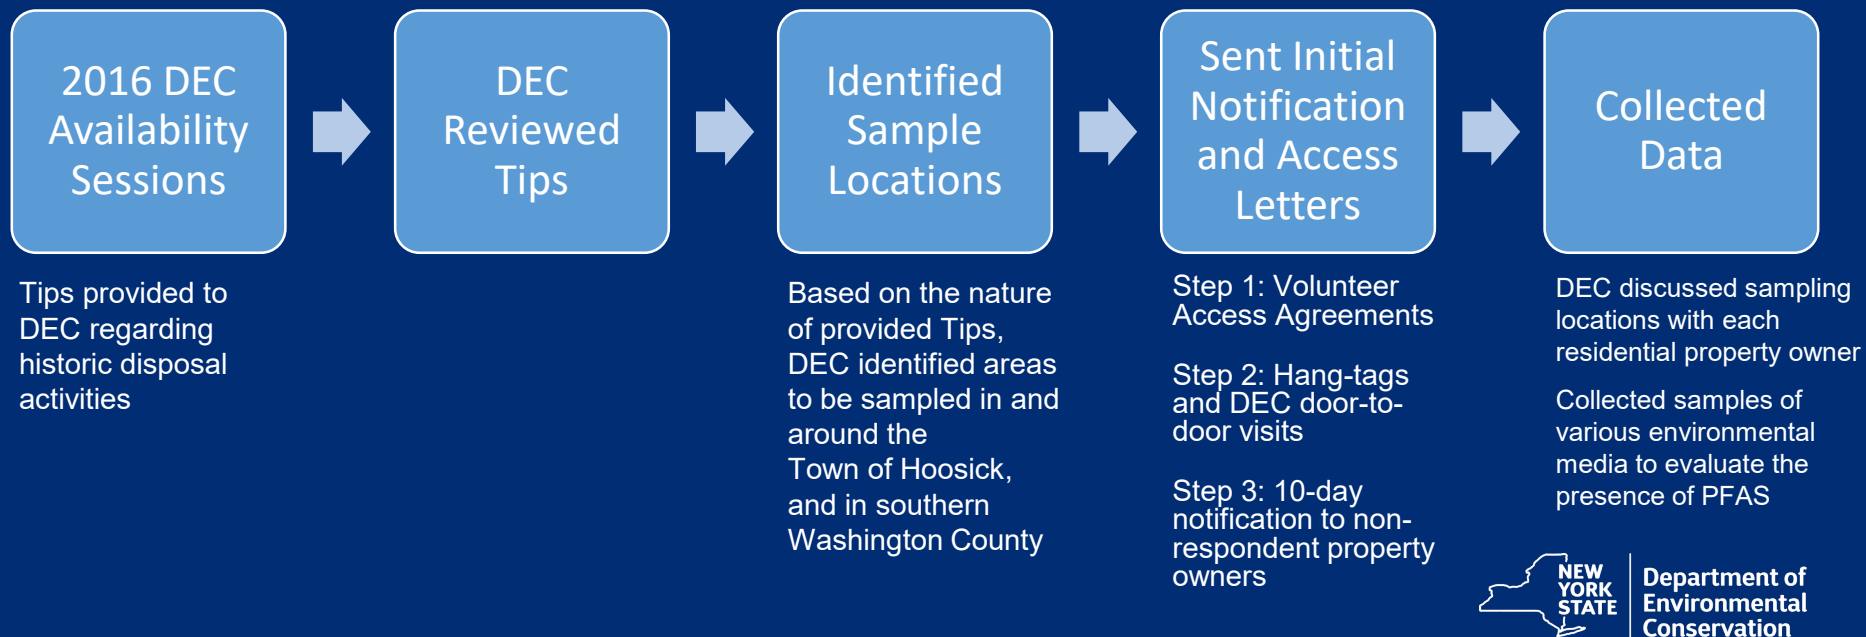 2016 DEC
Availability
Sessions
Tips provided to
DEC regarding
historic disposal
activities
DEC
Reviewed
Tips
Identified
Sample
Locations
Based on the nature
of provided Tips,
DEC identified areas
to be sampled in and
around the
Town of Hoosick,
and in southern
Washington County
Sent Initial
Notification
and Access
Letters
Step 1: Volunteer
Access Agreements
Step 2: Hang-tags
and DEC door-to-
door visits
Step 3: 10-day
notification to non-
respondent property
owners
Collected
Data
DEC discussed sampling
locations with each
residential property owner
Collected samples of
various environmental
media to evaluate the
presence of PFAS
NEW
YORK
STATE
Department of
Environmental
Conservation